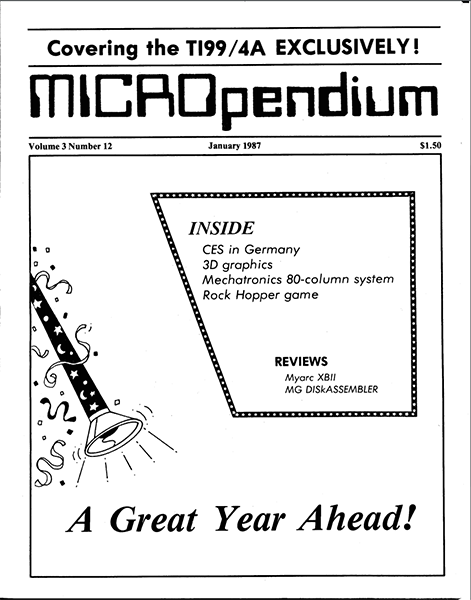 Covering the TI99/4A EXCLUSIVELY!
MICROpendium
Volume 3 Number 12 January 1987 $1.50
INSIDE
CES in Germany
3D graphics
Mechatronics 80-column system
Rock Hopper game
REVIEWS
Myarc XBII
MG DISkASSEMBLER
A Great Year Ahead!